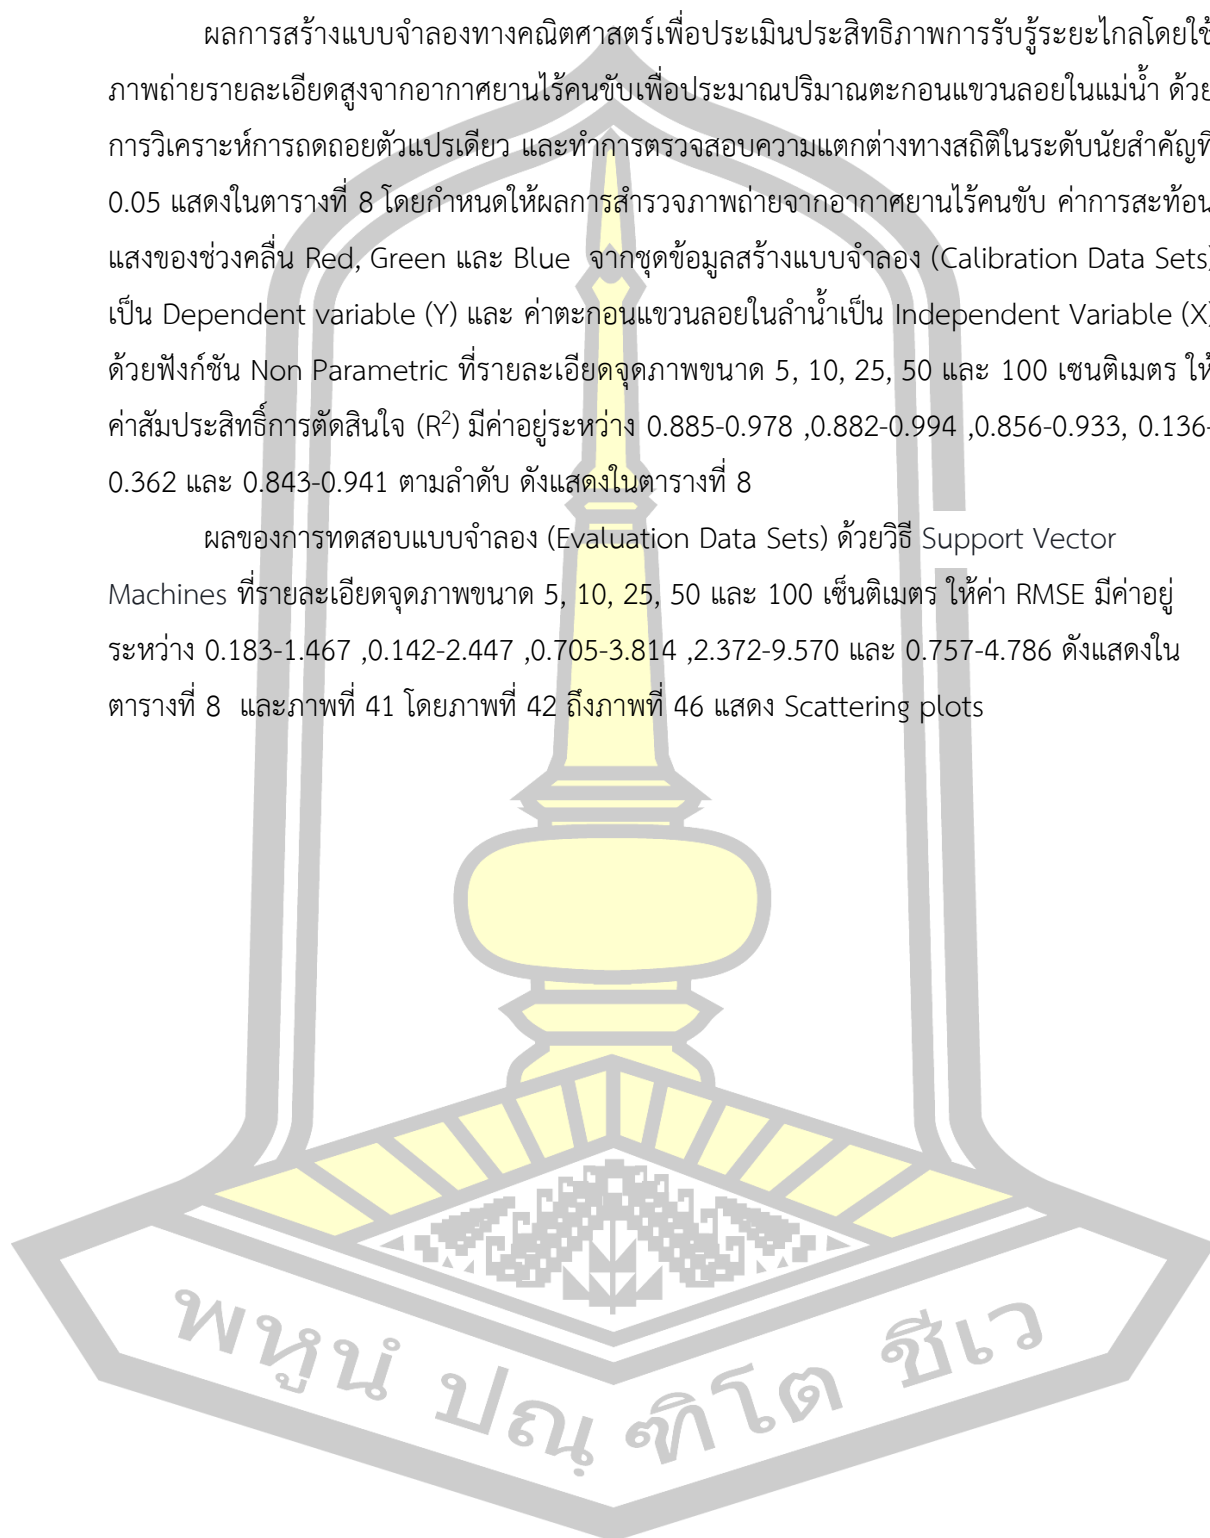 ผลการสร้างแบบจำลองทางคณิตศาสตร์เพื่อประเมินประสิทธิภาพการรับรู้ระยะไกลโดยใช้
ภาพถ่ายรายละเอียดสูงจากอากาศยานไร้คนขับเพื่อประมาณปริมาณตะกอนแขวนลอยในแม่น้ำ ด้วย
การวิเคราะห์การถดถอยตัวแปรเดียว และทำการตรวจสอบความแตกต่างทางสถิติในระดับนัยสำคัญที่
0.05 แสดงในตารางที่ 8 โดยกำหนดให้ผลการสำรวจภาพถ่ายจากอากาศยานไร้คนขับ ค่าการสะท้อน
แสงของช่วงคลื่น Red, Green และ Blue จากชุดข้อมูลสร้างแบบจำลอง (Calibration Data Sets)
เป็น Dependent variable (Y) และ ค่าตะกอนแขวนลอยในลำน้ำเป็น Independent Variable (X)
ด้วยฟังก์ชัน Non Parametric ที่รายละเอียดจุดภาพขนาด 5, 10, 25, 50 และ 100 เซนติเมตร ให้
ค่าสัมประสิทธิ์การตัดสินใจ (R²) มีค่าอยู่ระหว่าง 0.885-0.978 ,0.882-0.994 ,0.856-0.933, 0.136-
0.362 และ 0.843-0.941 ตามลำดับ ดังแสดงในตารางที่ 8
ผลของการทดสอบแบบจำลอง (Evaluation Data Sets) ด้วยวิธี Support Vector
Machines ที่รายละเอียดจุดภาพขนาด 5, 10, 25, 50 และ 100 เซ็นติเมตร ให้ค่า RMSE มีค่าอยู่
ระหว่าง 0.183-1.467 ,0.142-2.447 ,0.705-3.814 ,2.372-9.570 และ 0.757-4.786 ดังแสดงใน
ตารางที่ 8 และภาพที่ 41 โดยภาพที่ 42 ถึงภาพที่ 46 แสดง Scattering plots
พหูนํ ปณฺฑิโต ชีเว